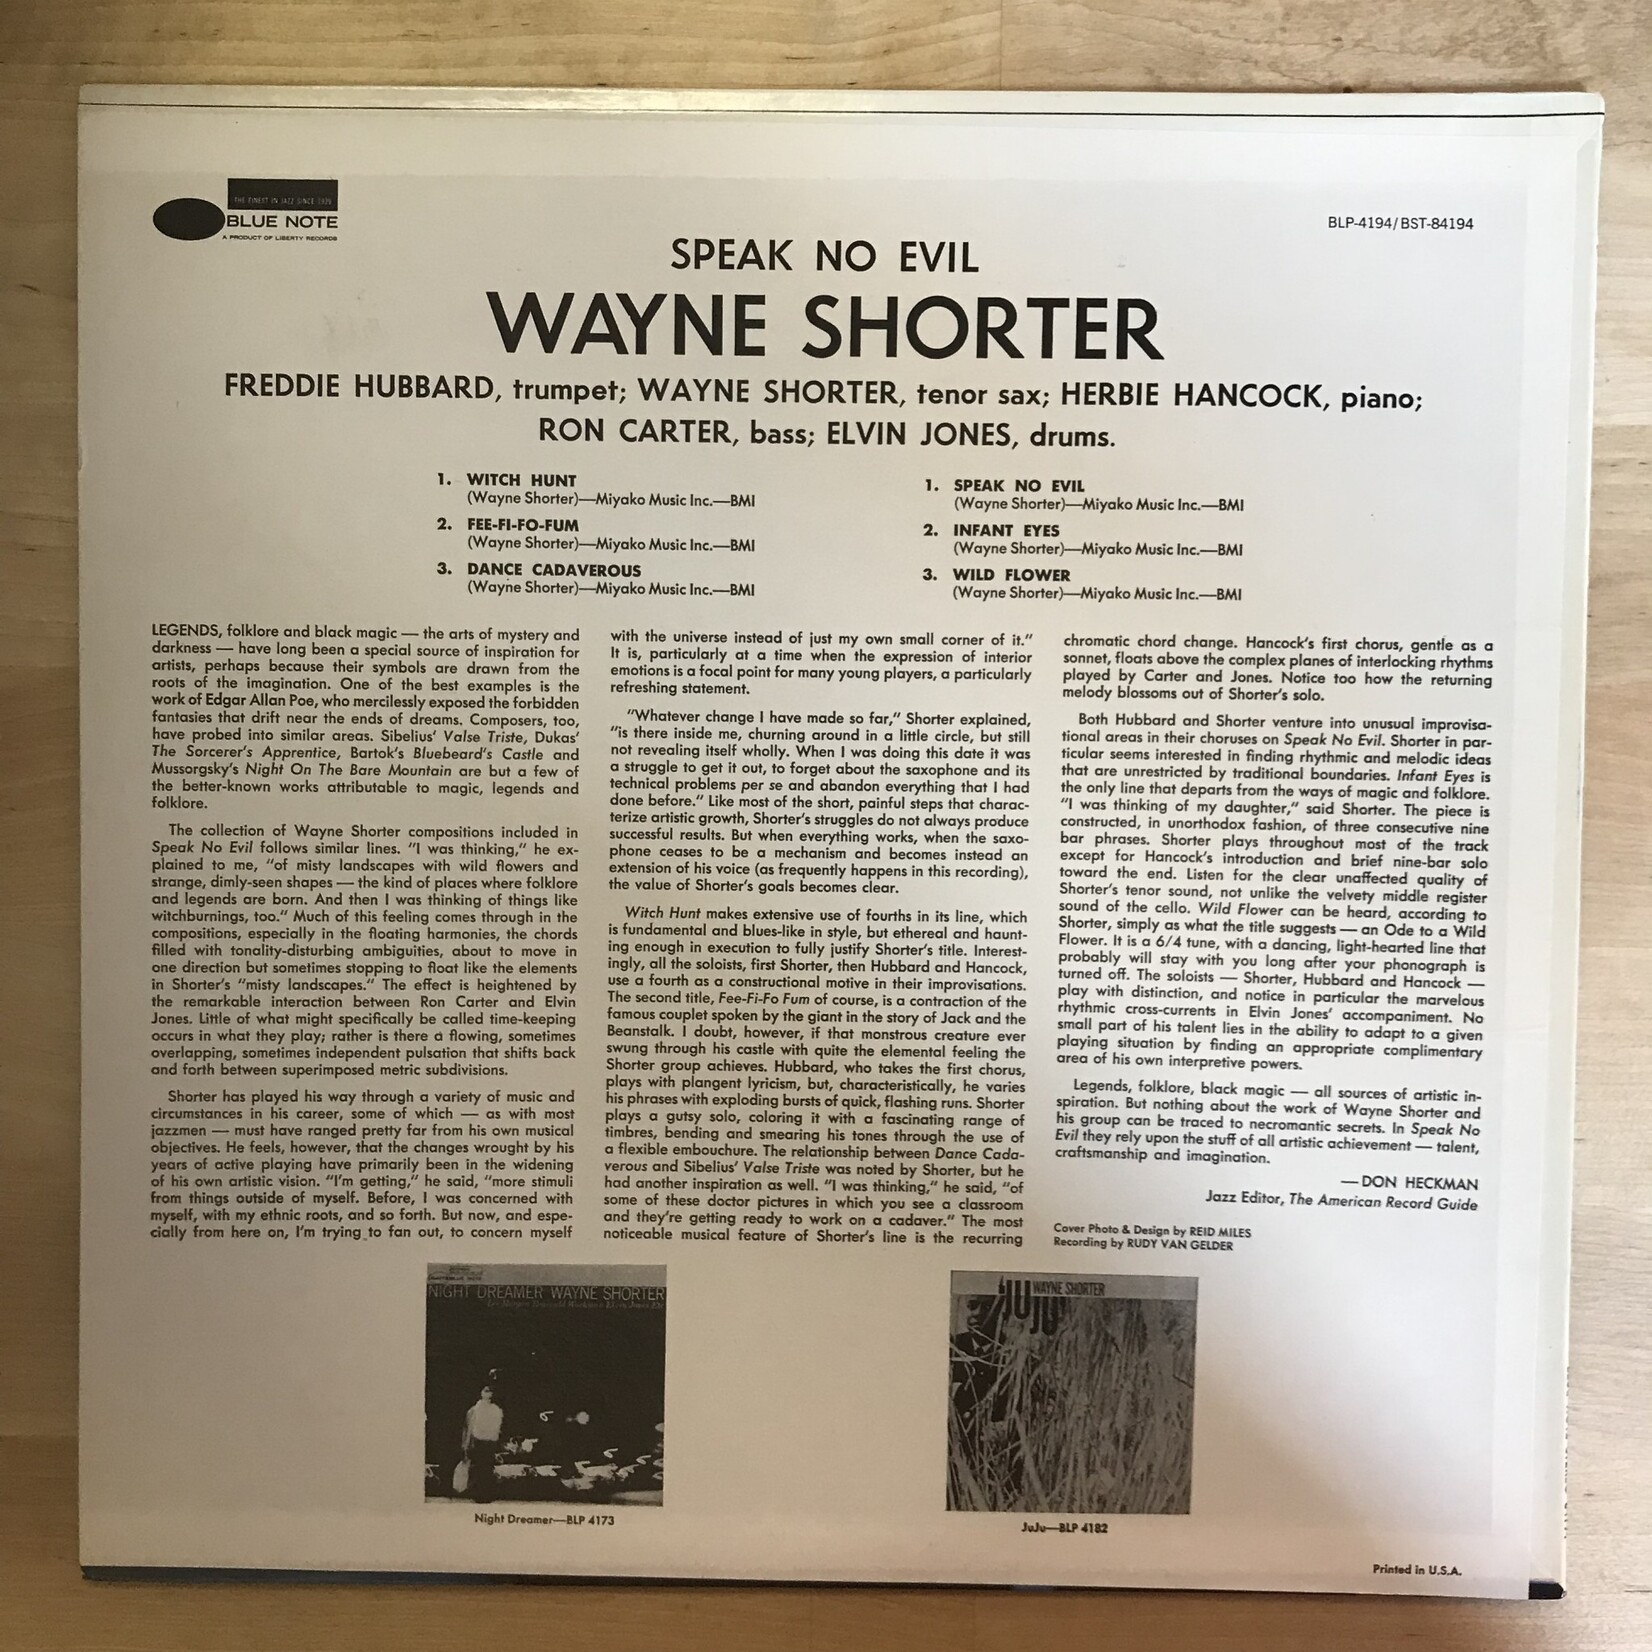 THE FINEST IN JAZZ SINCE 1939
BLUE NOTE
A PRODUCT OF LIBERTY RECORDS
BLP-4194/BST-84194
SPEAK NO EVIL
WAYNE SHORTER
FREDDIE HUBBARD, trumpet; WAYNE SHORTER, tenor sax; HERBIE HANCOCK, piano;
RON CARTER, bass; ELVIN JONES, drums.
1. WITCH HUNT
(Wayne Shorter)—Miyako Music Inc.—BMI
2. FEE-FI-FO-FUM
(Wayne Shorter)—Miyako Music Inc.—BMI
3. DANCE CADAVEROUS
(Wayne Shorter)—Miyako Music Inc.—BMI
1. SPEAK NO EVIL
(Wayne Shorter)—Miyako Music Inc.—BMI
2. INFANT EYES
(Wayne Shorter)—Miyako Music Inc.—BMI
3. WILD FLOWER
(Wayne Shorter)—Miyako Music Inc.—BMI
LEGENDS, folklore and black magic — the arts of mystery and
darkness — have long been a special source of inspiration for
artists, perhaps because their symbols are drawn from the
roots of the imagination. One of the best examples is the
work of Edgar Allan Poe, who mercilessly exposed the forbidden
fantasies that drift near the ends of dreams. Composers, too,
have probed into similar areas. Sibelius' Valse Triste, Dukas'
The Sorcerer's Apprentice, Bartok's Bluebeard's Castle and
Mussorgsky's Night On The Bare Mountain are but a few of
the better-known works attributable to magic, legends and
folklore.
The collection of Wayne Shorter compositions included in
Speak No Evil follows similar lines. "I was thinking," he ex-
plained to me, "of misty landscapes with wild flowers and
strange, dimly-seen shapes — the kind of places where folklore
and legends are born. And then I was thinking of things like
witchburnings, too." Much of this feeling comes through in the
compositions, especially in the floating harmonies, the chords
filled with tonality-disturbing ambiguities, about to move in
one direction but sometimes stopping to float like the elements
in Shorter's "misty landscapes." The effect is heightened by
the remarkable interaction between Ron Carter and Elvin
Jones. Little of what might specifically be called time-keeping
occurs in what they play; rather is there a flowing, sometimes
overlapping, sometimes independent pulsation that shifts back
and forth between superimposed metric subdivisions.
Shorter has played his way through a variety of music and
circumstances in his career, some of which — as with most
jazzmen — must have ranged pretty far from his own musical
objectives. He feels, however, that the changes wrought by his
years of active playing have primarily been in the widening
of his own artistic vision. "I'm getting," he said, "more stimuli
from things outside of myself. Before, I was concerned with
myself, with my ethnic roots, and so forth. But now, and espe-
cially from here on, I'm trying to fan out, to concern myself
with the universe instead of just my own small corner of it."
It is, particularly at a time when the expression of interior
emotions is a focal point for many young players, a particularly
refreshing statement.
"Whatever change I have made so far," Shorter explained,
"is there inside me, churning around in a little circle, but still
not revealing itself wholly. When I was doing this date it was
a struggle to get it out, to forget about the saxophone and its
technical problems per se and abandon everything that I had
done before." Like most of the short, painful steps that charac-
terize artistic growth, Shorter's struggles do not always produce
successful results. But when everything works, when the saxo-
phone ceases to be a mechanism and becomes instead an
extension of his voice (as frequently happens in this recording),
the value of Shorter's goals becomes clear.
Witch Hunt makes extensive use of fourths in its line, which
is fundamental and blues-like in style, but ethereal and haunt-
ing enough in execution to fully justify Shorter's title. Interest-
ingly, all the soloists, first Shorter, then Hubbard and Hancock,
use a fourth as a constructional motive in their improvisations.
The second title, Fee-Fi-Fo Fum of course, is a contraction of the
famous couplet spoken by the giant in the story of Jack and the
Beanstalk. I doubt, however, if that monstrous creature ever
swung through his castle with quite the elemental feeling the
Shorter group achieves. Hubbard, who takes the first chorus,
plays with plangent lyricism, but, characteristically, he varies
his phrases with exploding bursts of quick, flashing runs. Shorter
plays a gutsy solo, coloring it with a fascinating range of
timbres, bending and smearing his tones through the use of
a flexible embouchure. The relationship between Dance Cada-
verous and Sibelius' Valse Triste was noted by Shorter, but he
had another inspiration as well. "I was thinking," he said, "of
some of these doctor pictures in which you see a classroom
and they're getting ready to work on a cadaver." The most
noticeable musical feature of Shorter's line is the recurring
chromatic chord change. Hancock's first chorus, gentle as a
sonnet, floats above the complex planes of interlocking rhythms
played by Carter and Jones. Notice too how the returning
melody blossoms out of Shorter's solo.
Both Hubbard and Shorter venture into unusual improvisa-
tional areas in their choruses on Speak No Evil. Shorter in par-
ticular seems interested in finding rhythmic and melodic ideas
that are unrestricted by traditional boundaries. Infant Eyes is
the only line that departs from the ways of magic and folklore.
"I was thinking of my daughter," said Shorter. The piece is
constructed, in unorthodox fashion, of three consecutive nine
bar phrases. Shorter plays throughout most of the track
except for Hancock's introduction and brief nine-bar solo
toward the end. Listen for the clear unaffected quality of
Shorter's tenor sound, not unlike the velvety middle register
sound of the cello. Wild Flower can be heard, according to
Shorter, simply as what the title suggests — an Ode to a Wild
Flower. It is a 6/4 tune, with a dancing, light-hearted line that
probably will stay with you long after your phonograph is
turned off. The soloists — Shorter, Hubbard and Hancock —
play with distinction, and notice in particular the marvelous
rhythmic cross-currents in Elvin Jones' accompaniment. No
small part of his talent lies in the ability to adapt to a given
playing situation by finding an appropriate complimentary
area of his own interpretive powers.
Legends, folklore, black magic — all sources of artistic in-
spiration. But nothing about the work of Wayne Shorter and
his group can be traced to necromantic secrets. In Speak No
Evil they rely upon the stuff of all artistic achievement — talent,
craftsmanship and imagination.
—DON HECKMAN
Jazz Editor, The American Record Guide
Cover Photo & Design by REID MILES
Recording by RUDY VAN GELDER
NIGHT DREAMER WAYNE SHORTER
Night Dreamer—BLP 4173
JUJU WAYNE SHORTER
JuJu—BLP 4182
Printed in U.S.A.